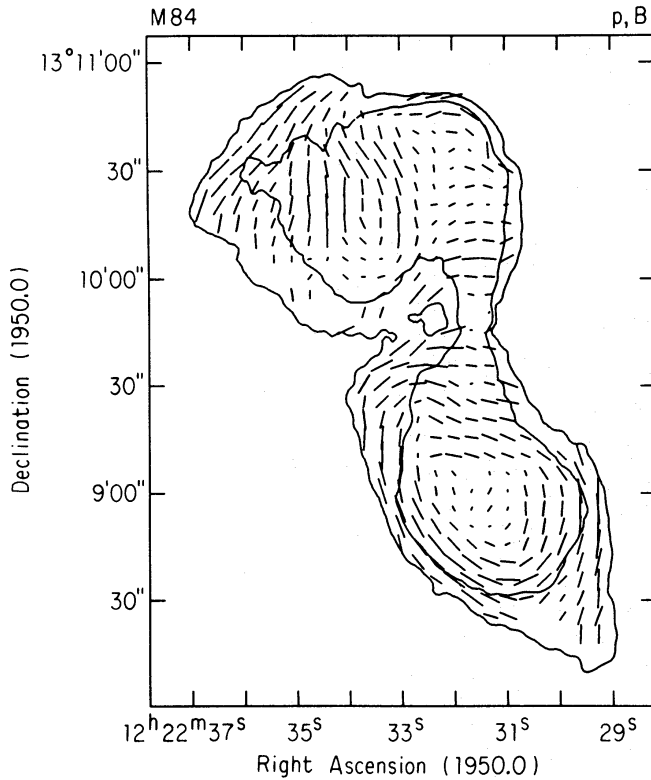 M84 p,B
13°11'00"
30"
10'00"
30"
9'00"
30"
Declination (1950.0)
12ʰ22ᵐ37ˢ 35ˢ 33ˢ 31ˢ 29ˢ
Right Ascension (1950.0)